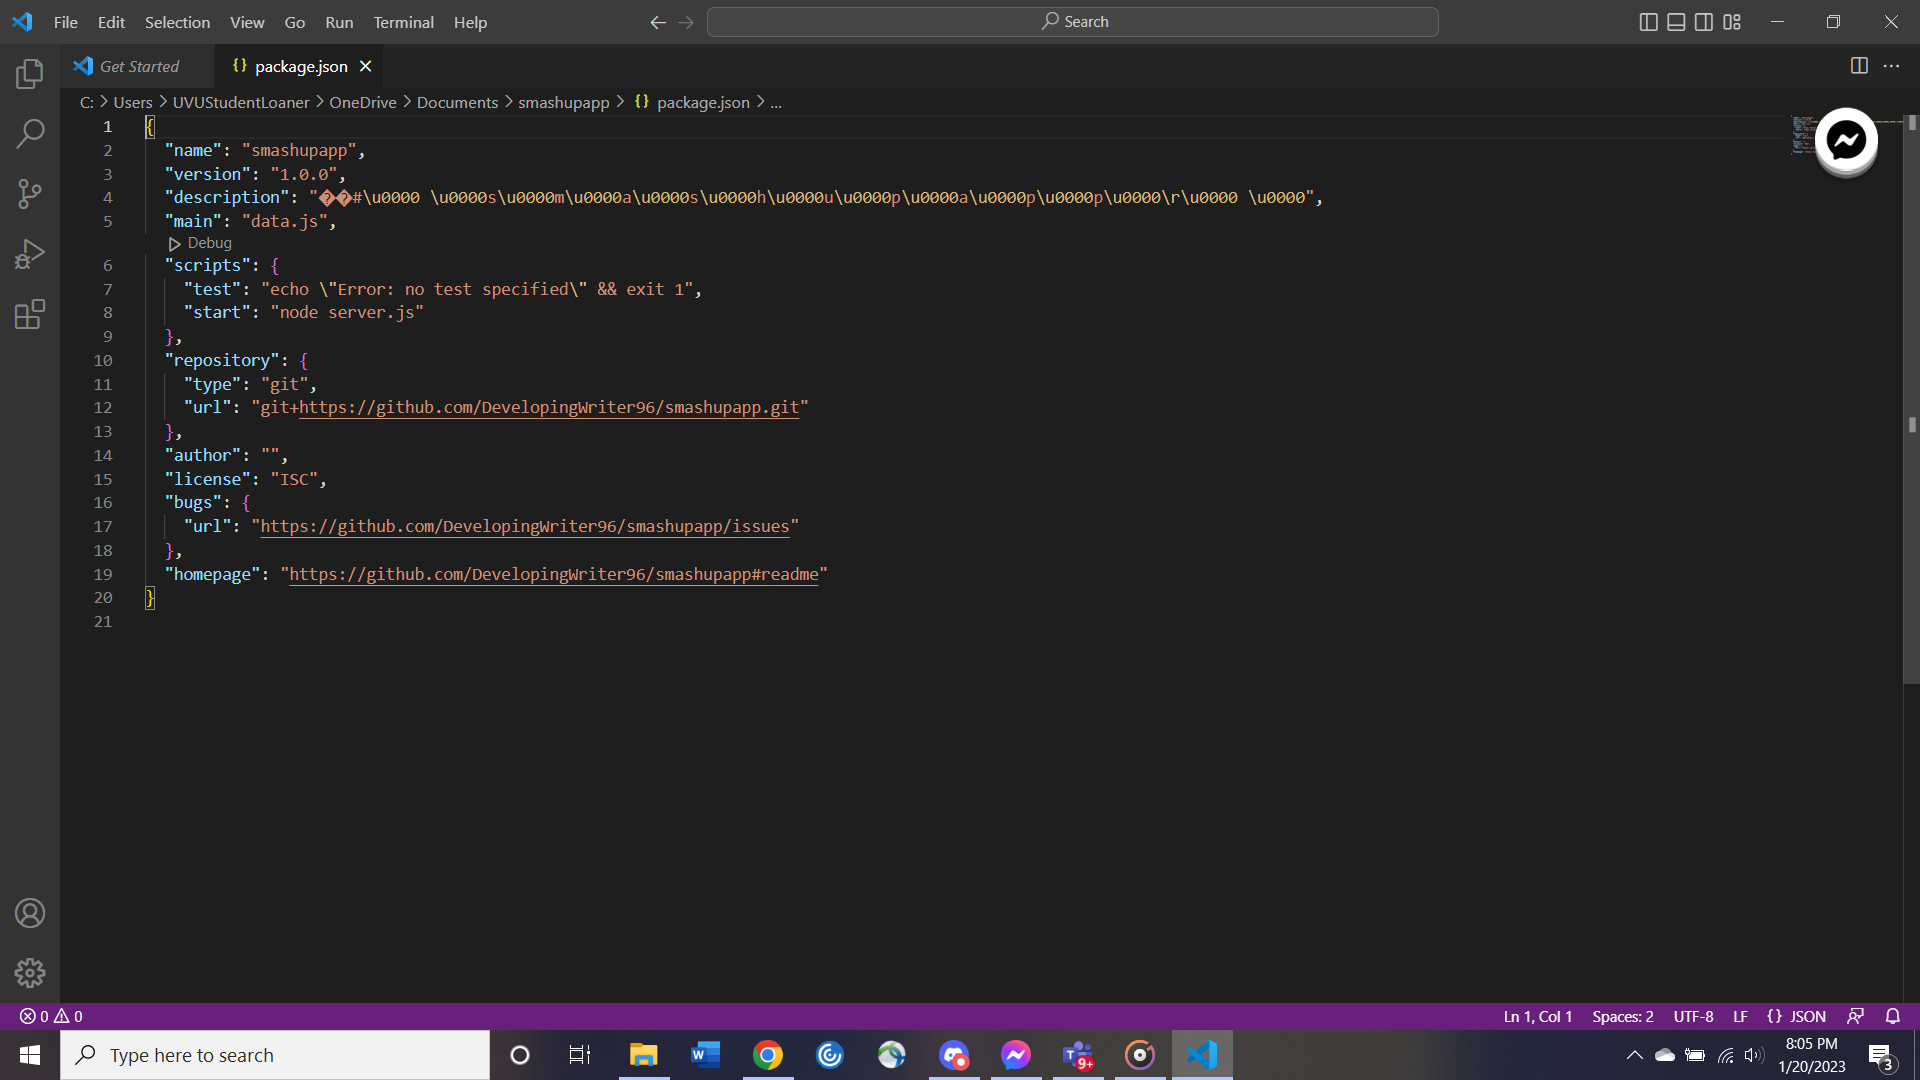 File Edit Selection View Go Run Terminal Help
Search
Get Started
{} package.json
C: > Users > UVUStudentLoaner > OneDrive > Documents > smashupapp > {} package.json > ...
1 {
2 "name": "smashupapp",
3 "version": "1.0.0",
4 "description": "��#\u0000 \u0000s\u0000m\u0000a\u0000s\u0000h\u0000u\u0000p\u0000a\u0000p\u0000p\u0000\r\u0000 \u0000",
5 "main": "data.js",
Debug
6 "scripts": {
7 "test": "echo \"Error: no test specified\" && exit 1",
8 "start": "node server.js"
9 },
10 "repository": {
11 "type": "git",
12 "url": "git+https://github.com/DevelopingWriter96/smashupapp.git"
13 },
14 "author": "",
15 "license": "ISC",
16 "bugs": {
17 "url": "https://github.com/DevelopingWriter96/smashupapp/issues"
18 },
19 "homepage": "https://github.com/DevelopingWriter96/smashupapp#readme"
20 }
21
0 0
Ln 1, Col 1 Spaces: 2 UTF-8 LF {} JSON
Type here to search
W
T
9+
8:05 PM
1/20/2023
3